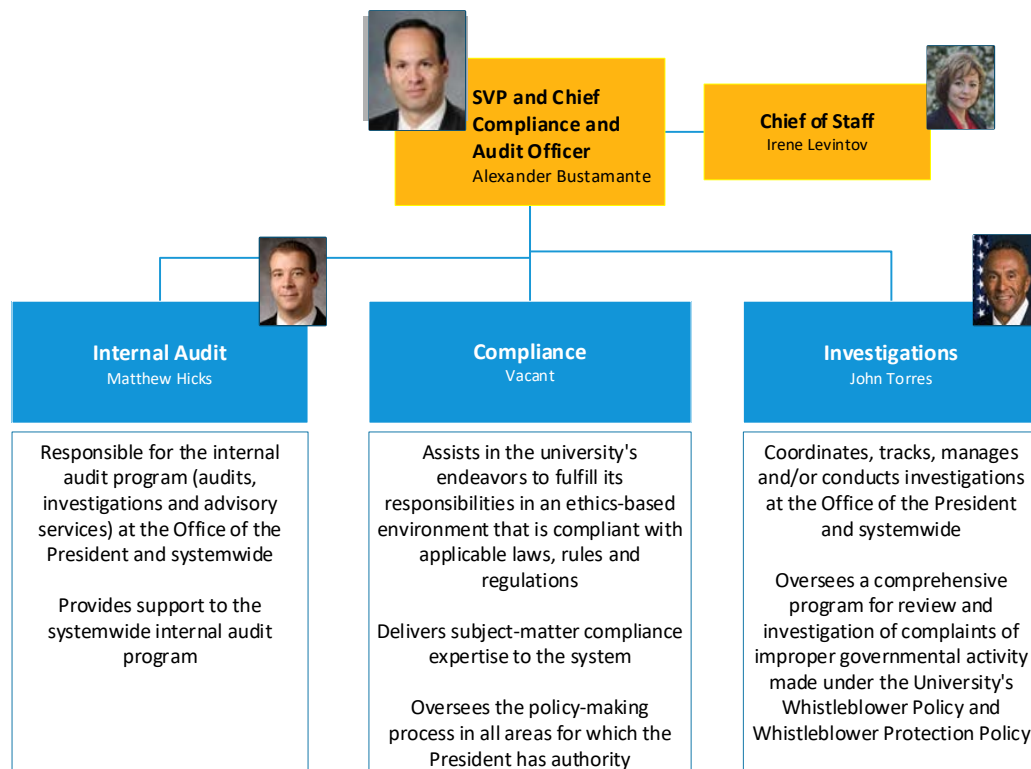 SVP and Chief
Compliance and
Audit Officer
Alexander Bustamante
Chief of Staff
Irene Levintov
Internal Audit
Matthew Hicks
Compliance
Vacant
Investigations
John Torres
Responsible for the internal
audit program (audits,
investigations and advisory
services) at the Office of the
President and systemwide
Provides support to the
systemwide internal audit
program
Assists in the university's
endeavors to fulfill its
responsibilities in an ethics-based
environment that is compliant with
applicable laws, rules and
regulations
Delivers subject-matter compliance
expertise to the system
Oversees the policy-making
process in all areas for which the
President has authority
Coordinates, tracks, manages
and/or conducts investigations
at the Office of the President
and systemwide
Oversees a comprehensive
program for review and
investigation of complaints of
improper governmental activity
made under the University's
Whistleblower Policy and
Whistleblower Protection Policy